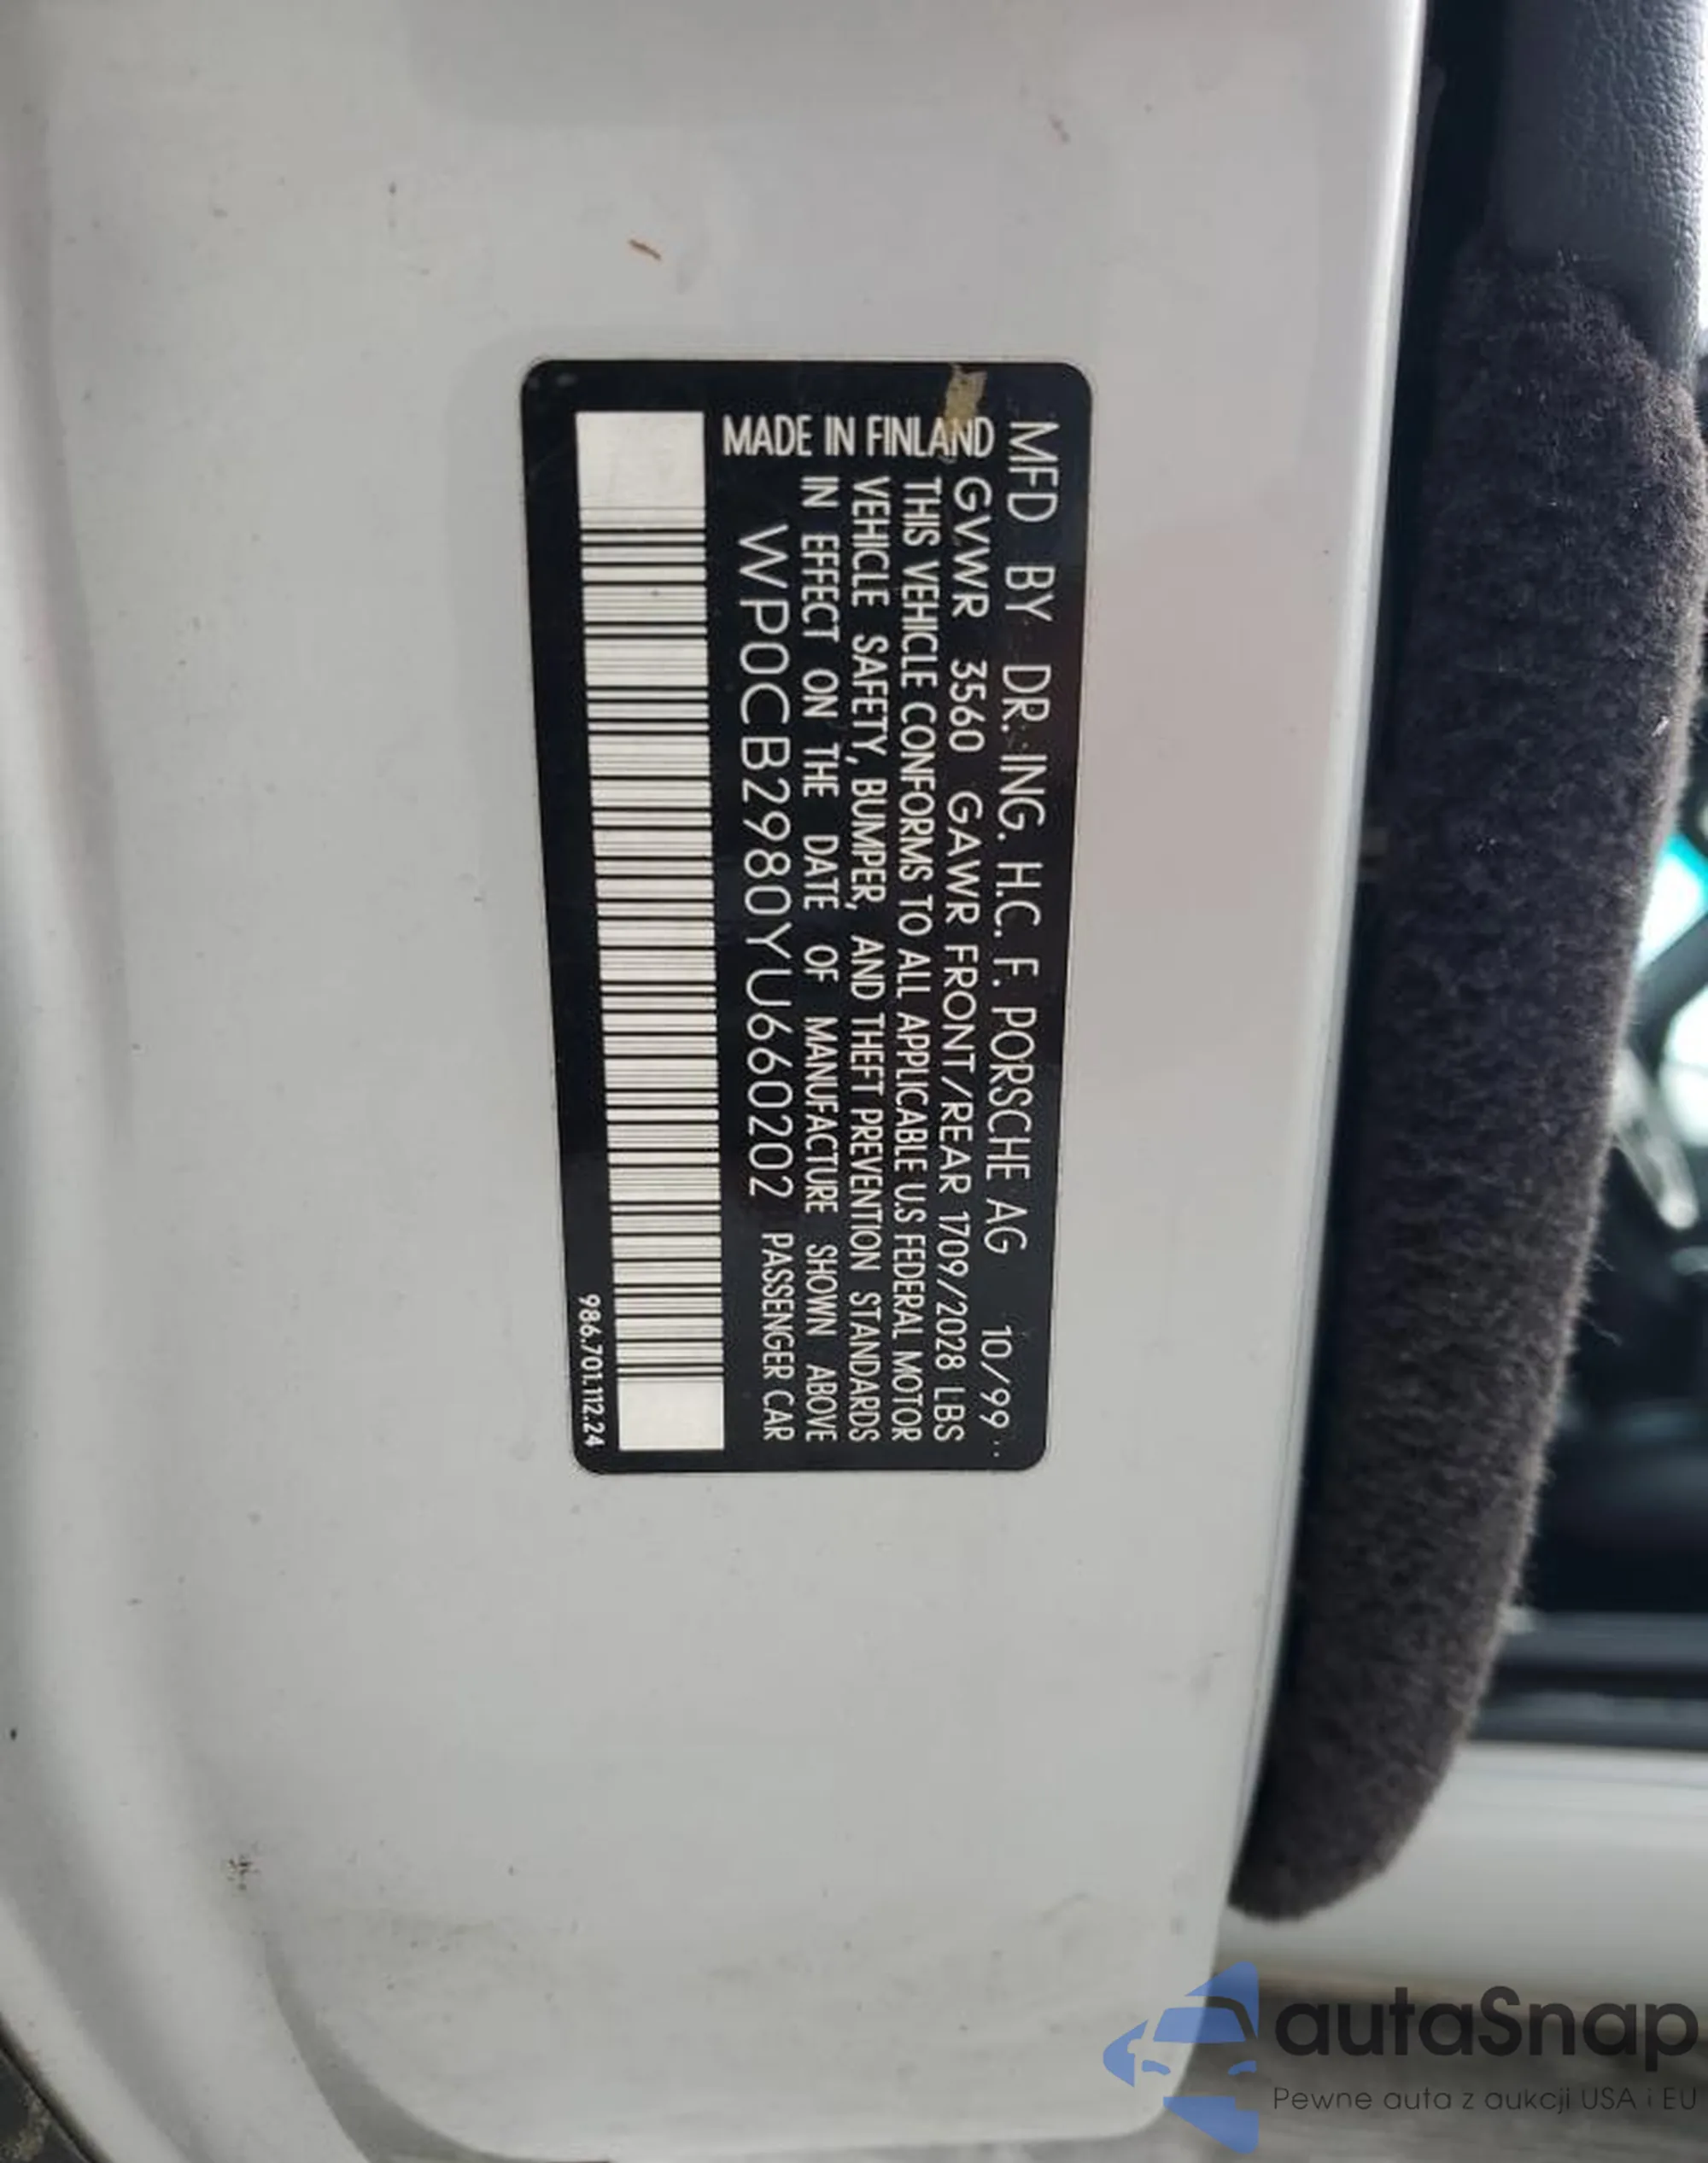 MFD BY DR. ING. H.C. F. PORSCHE AG 10/99
GVWR 3560 GAWR FRONT/REAR 1709/2028 LBS
THIS VEHICLE CONFORMS TO ALL APPLICABLE U.S FEDERAL MOTOR
VEHICLE SAFETY, BUMPER, AND THEFT PREVENTION STANDARDS
IN EFFECT ON THE DATE OF MANUFACTURE SHOWN ABOVE
WP0CB2980YU660202 PASSENGER CAR
MADE IN FINLAND
986.701.112.24
autaSnap
Pewne auta z aukcji USA i EU